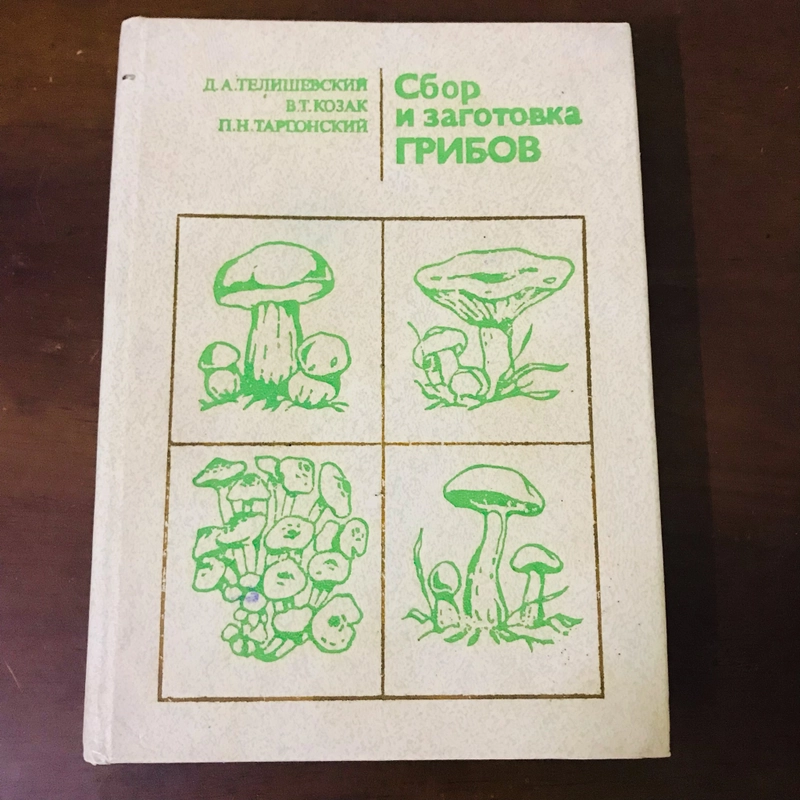 Д.А.ТЕЛИШЕВСКИЙ
В.Т.КОЗАК
П.Н.ТАРГОНСКИЙ
Сбор
и заготовка
ГРИБОВ